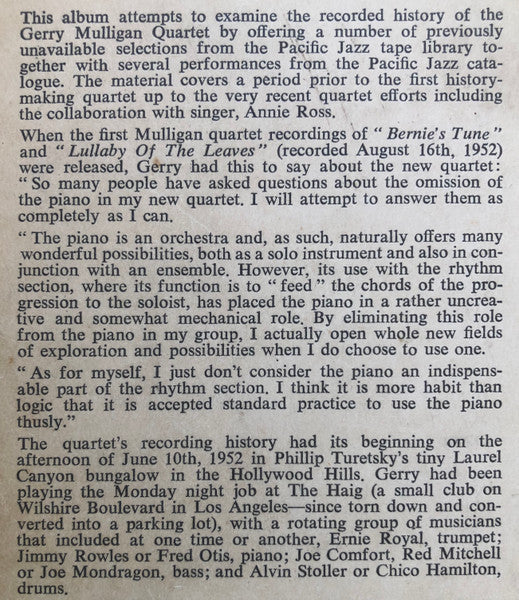 This album attempts to examine the recorded history of the
Gerry Mulligan Quartet by offering a number of previously
unavailable selections from the Pacific Jazz tape library to-
gether with several performances from the Pacific Jazz cata-
logue. The material covers a period prior to the first history-
making quartet up to the very recent quartet efforts including
the collaboration with singer, Annie Ross.
When the first Mulligan quartet recordings of " Bernie's Tune "
and " Lullaby Of The Leaves " (recorded August 16th, 1952)
were released, Gerry had this to say about the new quartet :
" So many people have asked questions about the omission of
the piano in my new quartet. I will attempt to answer them as
completely as I can.
" The piano is an orchestra and, as such, naturally offers many
wonderful possibilities, both as a solo instrument and also in con-
junction with an ensemble. However, its use with the rhythm
section, where its function is to " feed " the chords of the pro-
gression to the soloist, has placed the piano in a rather uncrea-
tive and somewhat mechanical role. By eliminating this role
from the piano in my group, I actually open whole new fields
of exploration and possibilities when I do choose to use one.
" As for myself, I just don't consider the piano an indispens-
able part of the rhythm section. I think it is more habit than
logic that it is accepted standard practice to use the piano
thusly."
The quartet's recording history had its beginning on the
afternoon of June 10th, 1952 in Phillip Turetsky's tiny Laurel
Canyon bungalow in the Hollywood Hills. Gerry had been
playing the Monday night job at The Haig (a small club on
Wilshire Boulevard in Los Angeles—since torn down and con-
verted into a parking lot), with a rotating group of musicians
that included at one time or another, Ernie Royal, trumpet;
Jimmy Rowles or Fred Otis, piano; Joe Comfort, Red Mitchell
or Joe Mondragon, bass; and Alvin Stoller or Chico Hamilton,
drums.